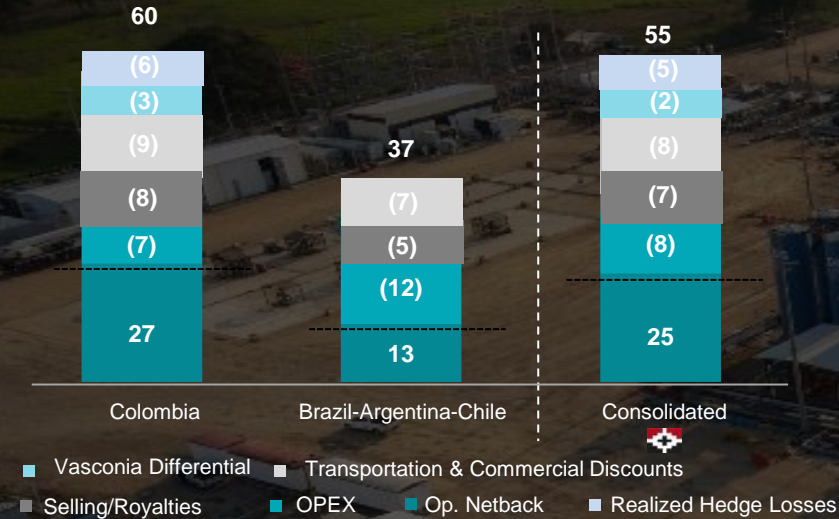 60
55
(6)
(5)
(3)
(2)
(9)
(8)
37
(8)
(7)
(7)
(7)
(5)
(8)
(12)
27
13
25
Colombia
Brazil-Argentina-Chile
Consolidated
Vasconia Differential
Transportation & Commercial Discounts
Selling/Royalties
OPEX
Op. Netback
Realized Hedge Losses